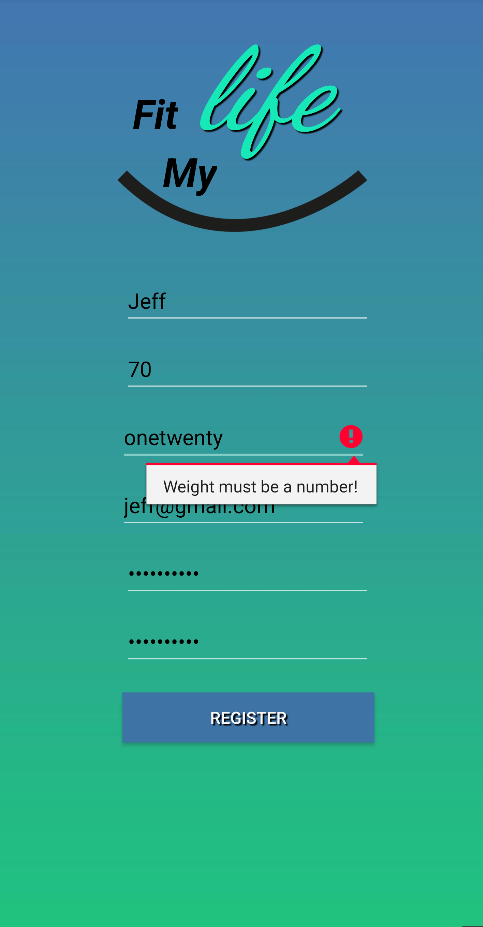 Fit life
My
Jeff
70
onetwenty
!
Weight must be a number!
jeff@gmail.com
••••••••••
••••••••••
REGISTER